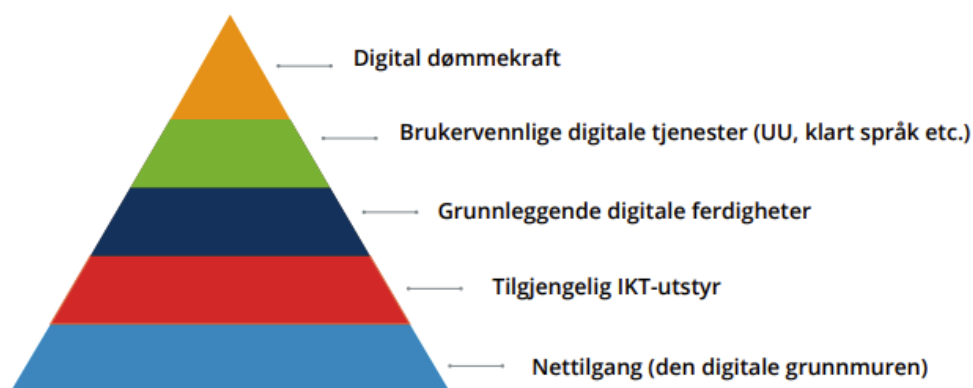 Digital dømmekraft
Brukervennlige digitale tjenester (UU, klart språk etc.)
Grunnleggende digitale ferdigheter
Tilgjengelig IKT-utstyr
Nettilgang (den digitale grunnmuren)